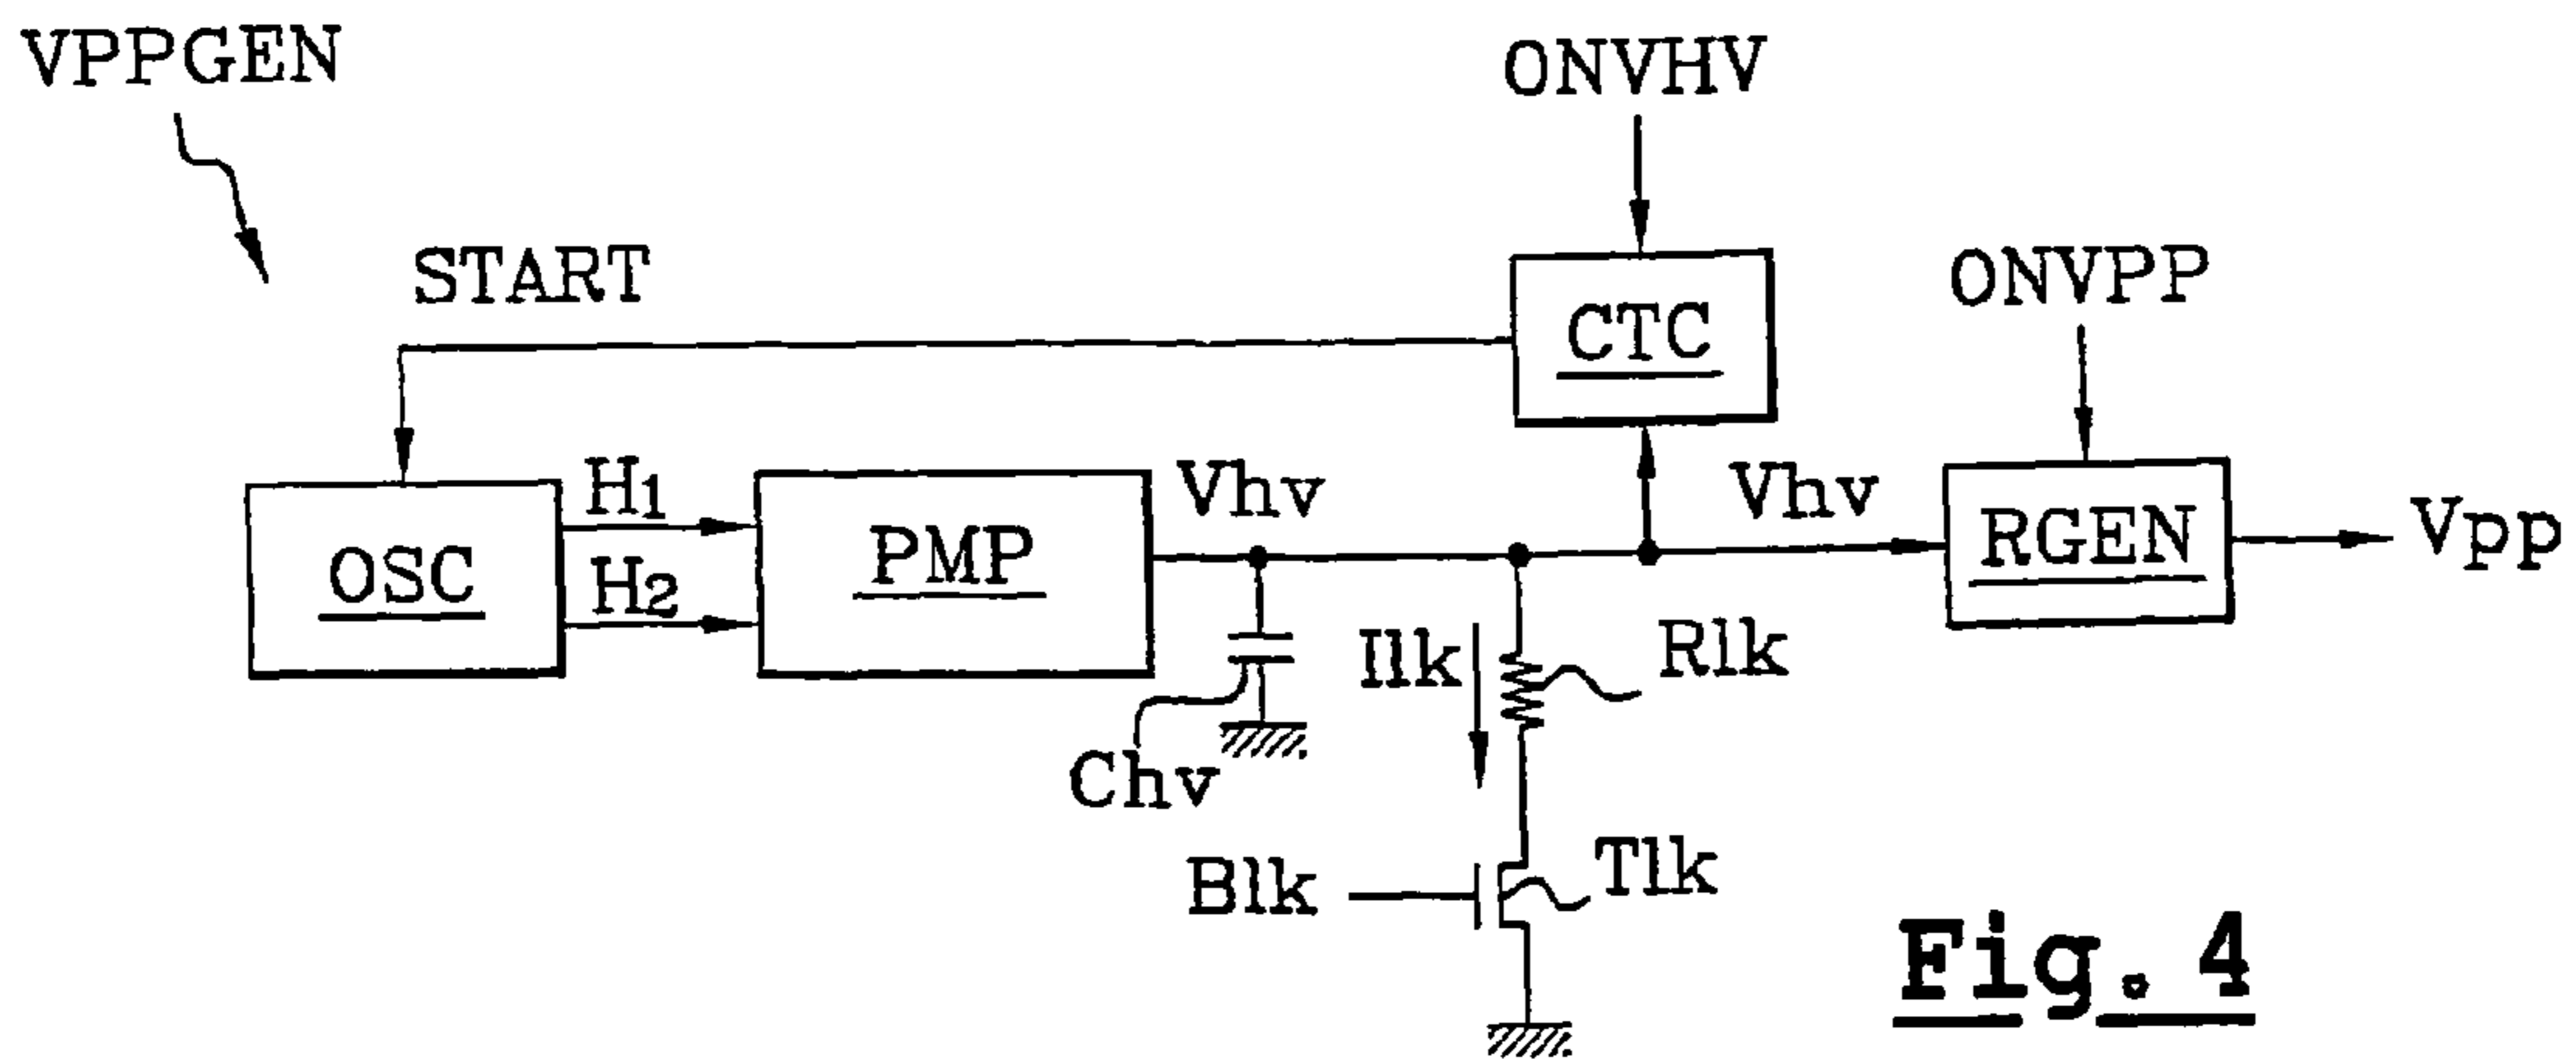 VPPGEN
ONVHV
START
CTC
ONVPP
OSC
H1
H2
PMP
Vhv
Vhv
RGEN
Vpp
Chv
Ilk
Rlk
Blk
Tlk
Fig. 4